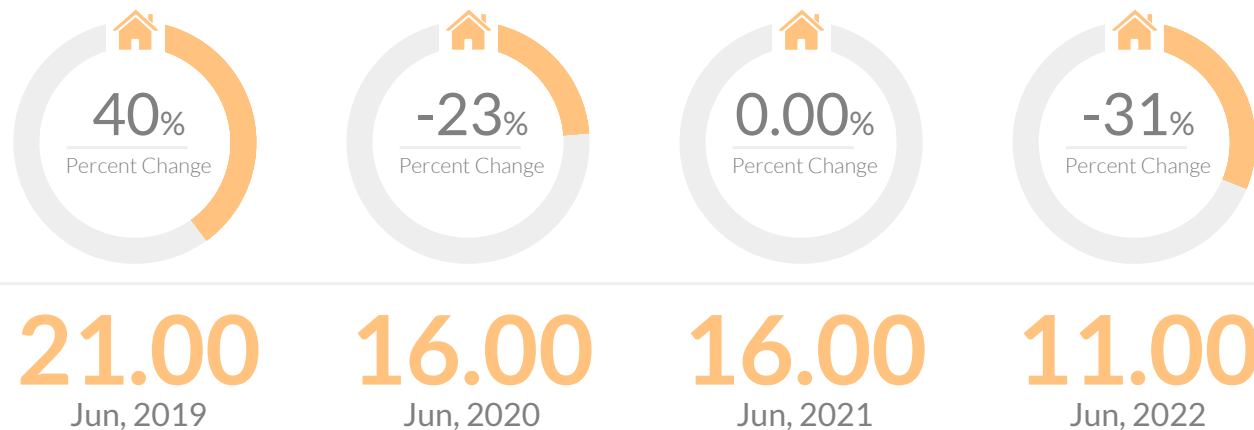 40%
Percent Change
-23%
Percent Change
0.00%
Percent Change
-31%
Percent Change
21.00
Jun, 2019
16.00
Jun, 2020
16.00
Jun, 2021
11.00
Jun, 2022